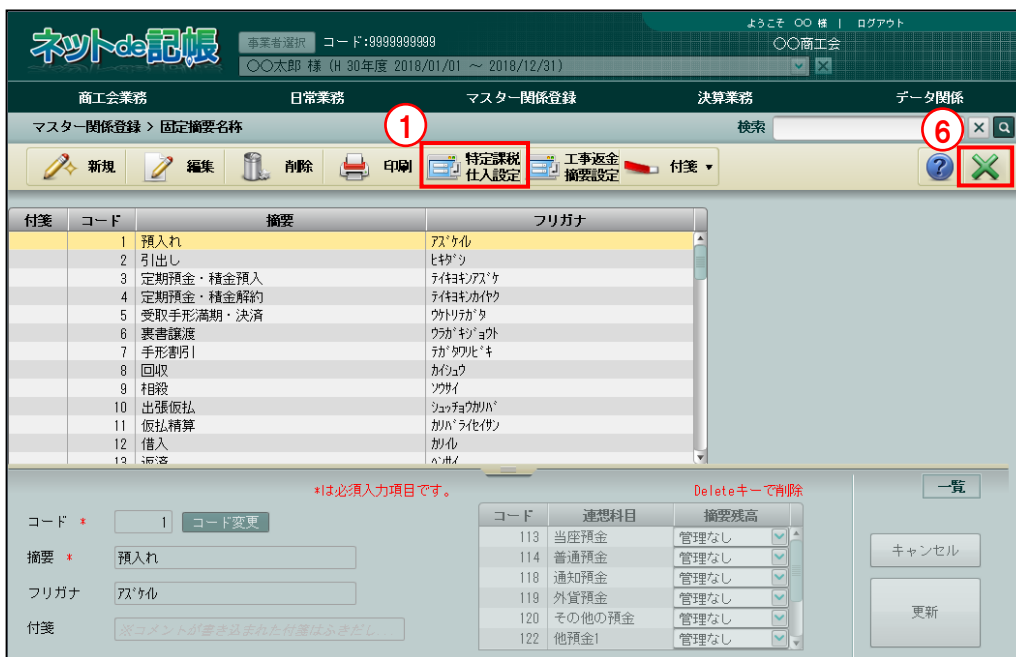 ようこそ 〇〇 様 | ログアウト
ネットde記帳
事業者選択 コード:9999999999
〇〇商工会
〇〇太郎 様 (H 30年度 2018/01/01 ～ 2018/12/31)
商工会業務 日常業務 マスター関係登録 決算業務 データ関係
マスター関係登録 > 固定摘要名称
1
検索
6
新規 編集 削除 印刷 特定課税 仕入設定 工事返金 摘要設定 付箋
付箋 コード 摘要 フリガナ
1 預入れ ｱｽﾞｹｲﾙ
2 引出し ﾋｷﾀﾞｼ
3 定期預金・積金預入 ﾃｲｷﾖｷﾝｱｽﾞｹ
4 定期預金・積金解約 ﾃｲｷﾖｷﾝｶｲﾔｸ
5 受取手形満期・決済 ｳｹﾄﾘﾃｶﾞﾀ
6 裏書譲渡 ｳﾗｶﾞｷｼﾞｮｳﾄ
7 手形割引 ﾃｶﾞﾀﾜﾘﾋﾞｷ
8 回収 ｶｲｼｭｳ
9 相殺 ｿｳｻｲ
10 出張仮払 ｼｭｯﾁｮｳｶﾘﾊﾞ
11 仮払精算 ｶﾘﾊﾞﾗｲｾｲｻﾝ
12 借入 ｶﾘｲﾚ
13 返済 ﾍﾝｻｲ
*は必須入力項目です。
Deleteキーで削除
一覧
コード * 1 コード変更
摘要 * 預入れ
フリガナ ｱｽﾞｹｲﾙ
付箋 ※コメントが書き込まれた付箋はふきだし...
コード 連想科目 摘要残高
113 当座預金 管理なし
114 普通預金 管理なし
118 通知預金 管理なし
119 外貨預金 管理なし
120 その他の預金 管理なし
122 他預金1 管理なし
キャンセル
更新